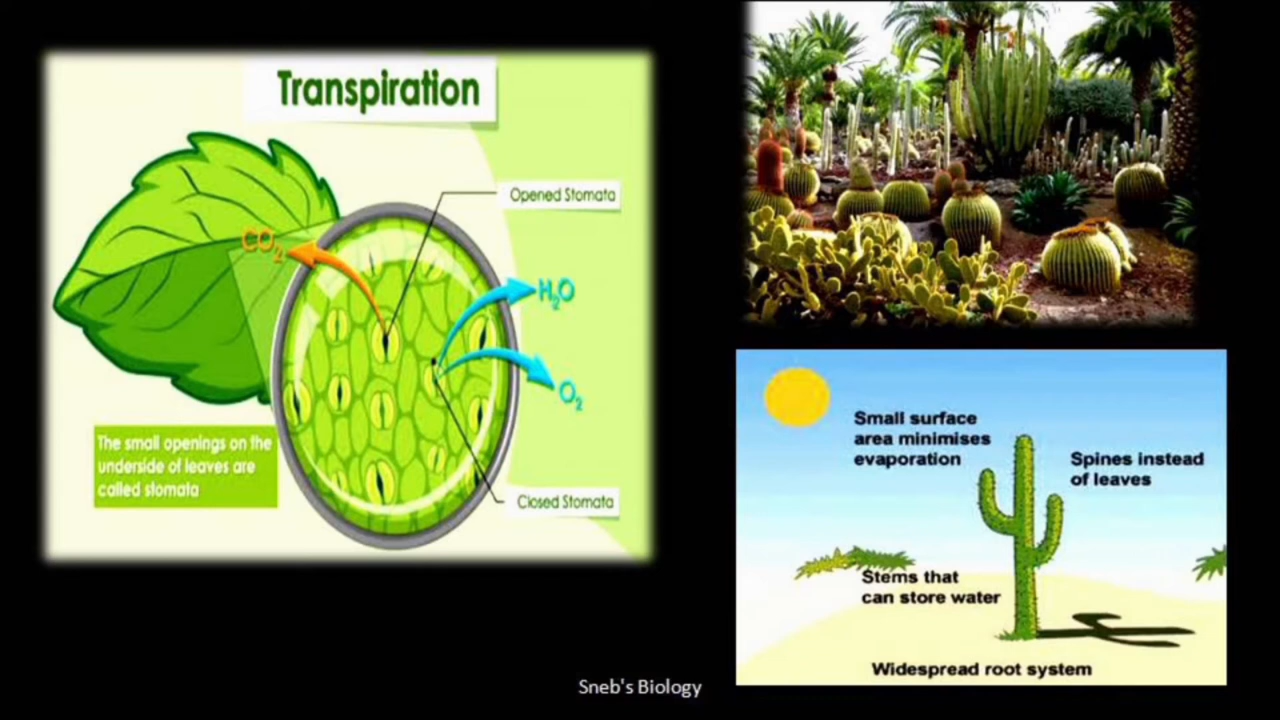 Transpiration
Opened Stomata
CO₂
H₂O
O₂
The small openings on the
underside of leaves are
called stomata
Closed Stomata
Small surface
area minimises
evaporation
Spines instead
of leaves
Stems that
can store water
Widespread root system
Sneb's Biology